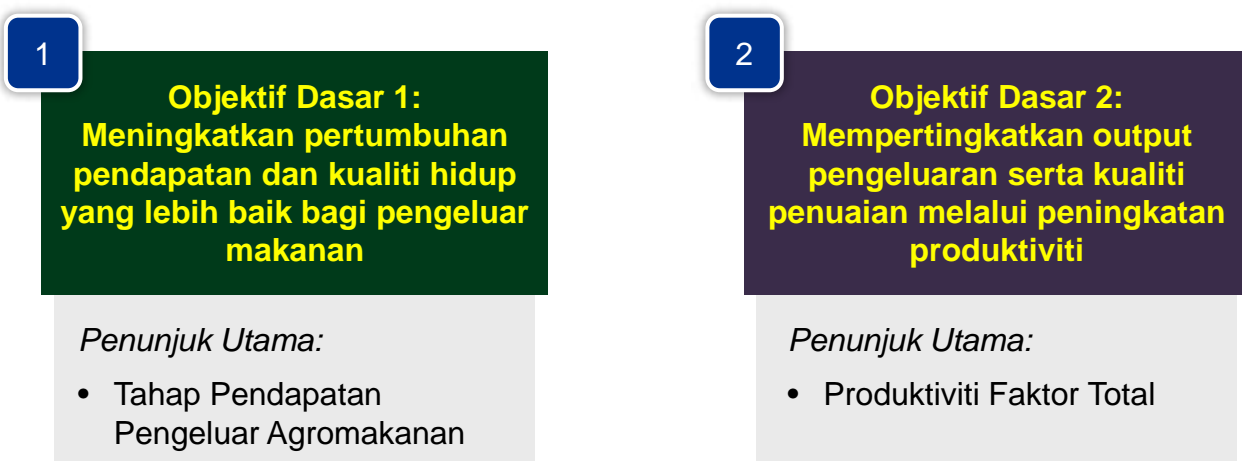 1
Objektif Dasar 1:
Meningkatkan pertumbuhan
pendapatan dan kualiti hidup
yang lebih baik bagi pengeluar
makanan
Penunjuk Utama:
• Tahap Pendapatan
Pengeluar Agromakanan
2
Objektif Dasar 2:
Mempertingkatkan output
pengeluaran serta kualiti
penuaian melalui peningkatan
produktiviti
Penunjuk Utama:
• Produktiviti Faktor Total